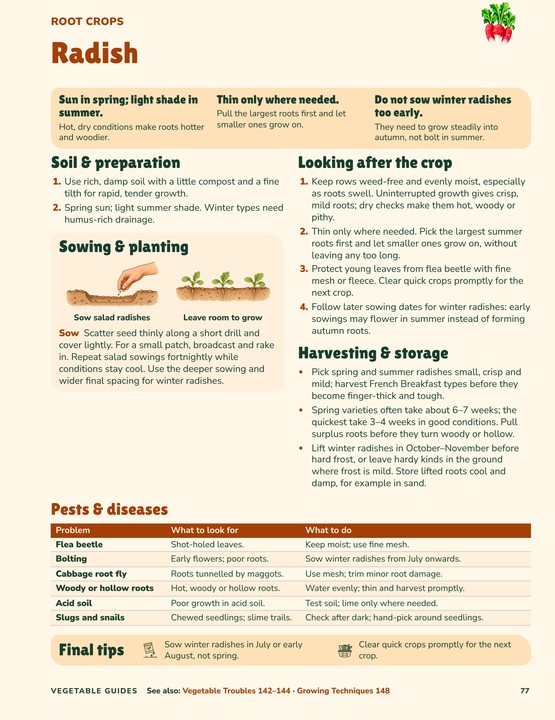 ROOT CROPS
Radish
Sun in spring; light shade in
summer.
Hot, dry conditions make roots hotter
and woodier.
Thin only where needed.
Pull the largest roots first and let
smaller ones grow on.
Do not sow winter radishes
too early.
They need to grow steadily into
autumn, not bolt in summer.
Soil & preparation
1. Use rich, damp soil with a little compost and a fine
tilth for rapid, tender growth.
2. Spring sun; light summer shade. Winter types need
humus-rich drainage.
Sowing & planting
Sow salad radishes
Leave room to grow
Sow Scatter seed thinly along a short drill and
cover lightly. For a small patch, broadcast and rake
in. Repeat salad sowings fortnightly while
conditions stay cool. Use the deeper sowing and
wider final spacing for winter radishes.
Looking after the crop
1. Keep rows weed-free and evenly moist, especially
as roots swell. Uninterrupted growth gives crisp,
mild roots; dry checks make them hot, woody or
pithy.
2. Thin only where needed. Pick the largest summer
roots first and let smaller ones grow on, without
leaving any too long.
3. Protect young leaves from flea beetle with fine
mesh or fleece. Clear quick crops promptly for the
next crop.
4. Follow later sowing dates for winter radishes: early
sowings may flower in summer instead of forming
autumn roots.
Harvesting & storage
• Pick spring and summer radishes small, crisp and
mild; harvest French Breakfast types before they
become finger-thick and tough.
• Spring varieties often take about 6–7 weeks; the
quickest take 3–4 weeks in good conditions. Pull
surplus roots before they turn woody or hollow.
• Lift winter radishes in October–November before
hard frost, or leave hardy kinds in the ground
where frost is mild. Store lifted roots cool and
damp, for example in sand.
Pests & diseases
Problem What to look for What to do
Flea beetle Shot-holed leaves. Keep moist; use fine mesh.
Bolting Early flowers; poor roots. Sow winter radishes from July onwards.
Cabbage root fly Roots tunnelled by maggots. Use mesh; trim minor root damage.
Woody or hollow roots Hot, woody or hollow roots. Water evenly; thin and harvest promptly.
Acid soil Poor growth in acid soil. Test soil; lime only where needed.
Slugs and snails Chewed seedlings; slime trails. Check after dark; hand-pick around seedlings.
Final tips
Sow winter radishes in July or early
August, not spring.
Clear quick crops promptly for the next
crop.
VEGETABLE GUIDES See also: Vegetable Troubles 142–144 · Growing Techniques 148 77